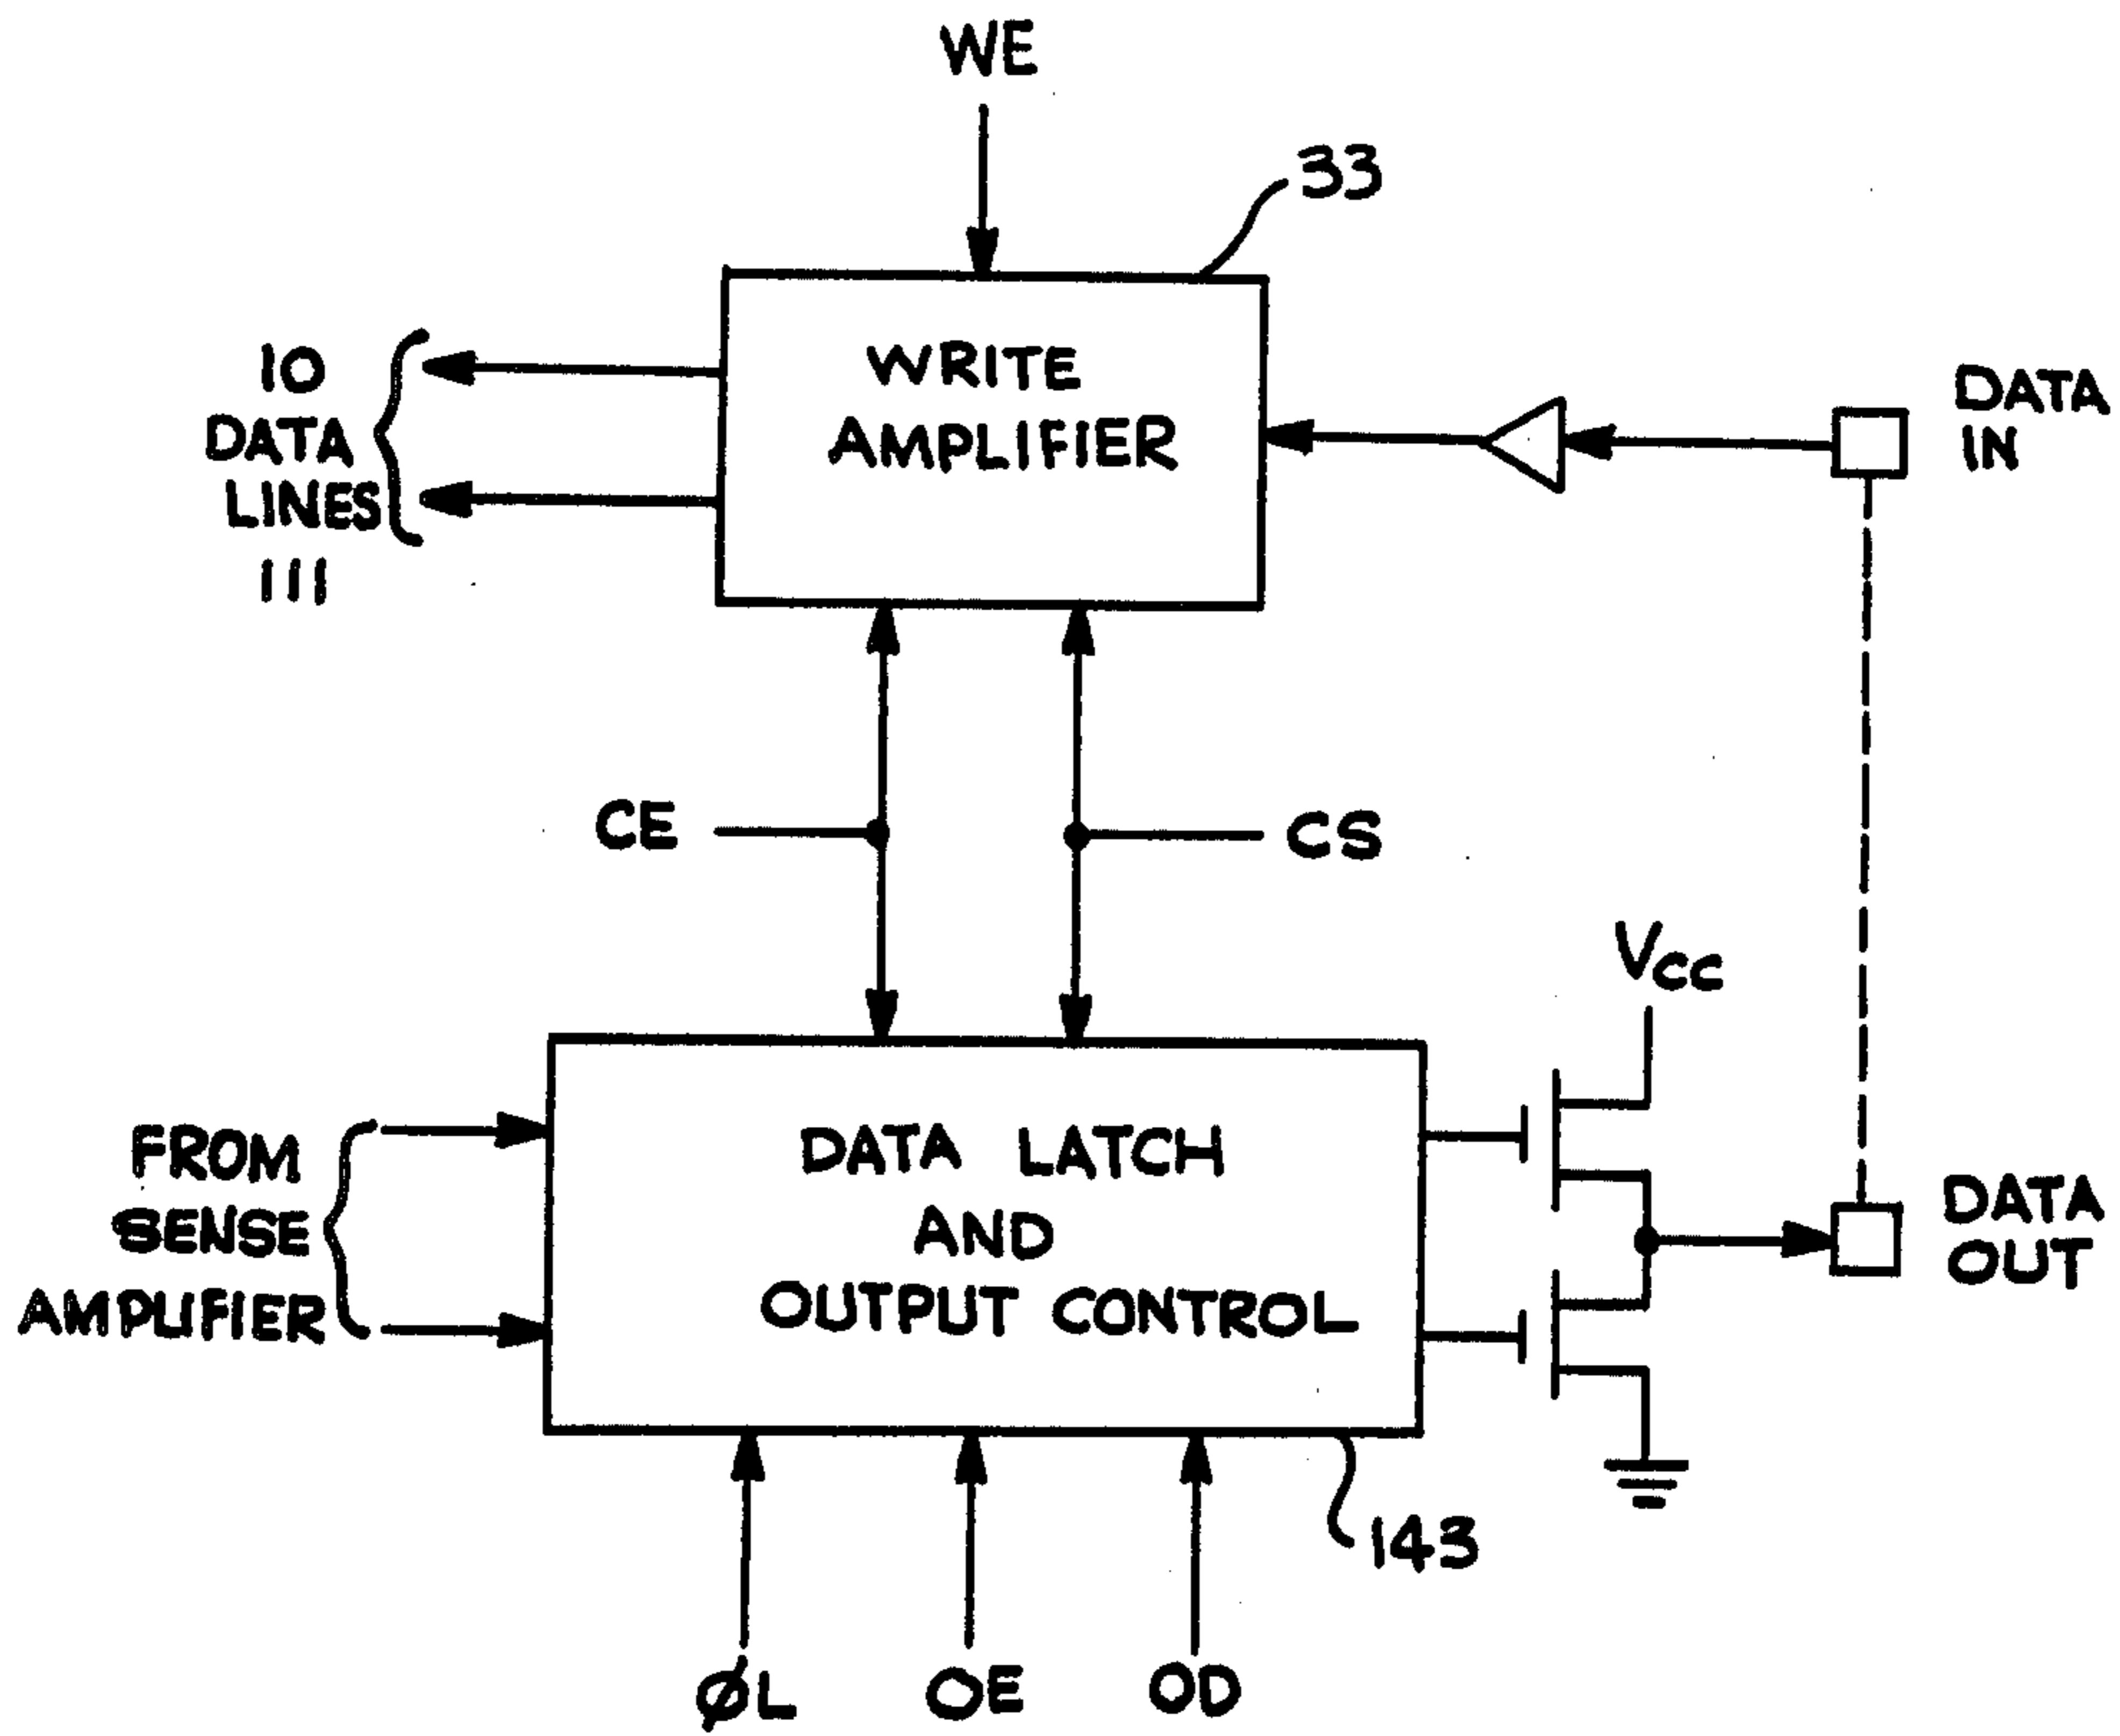 WE
33
WRITE
AMPLIFIER
IO
DATA
LINES
111
DATA
IN
CE
CS
VCC
FROM
SENSE
AMPLIFIER
DATA LATCH
AND
OUTPUT CONTROL
DATA
OUT
143
ØL
OE
OD